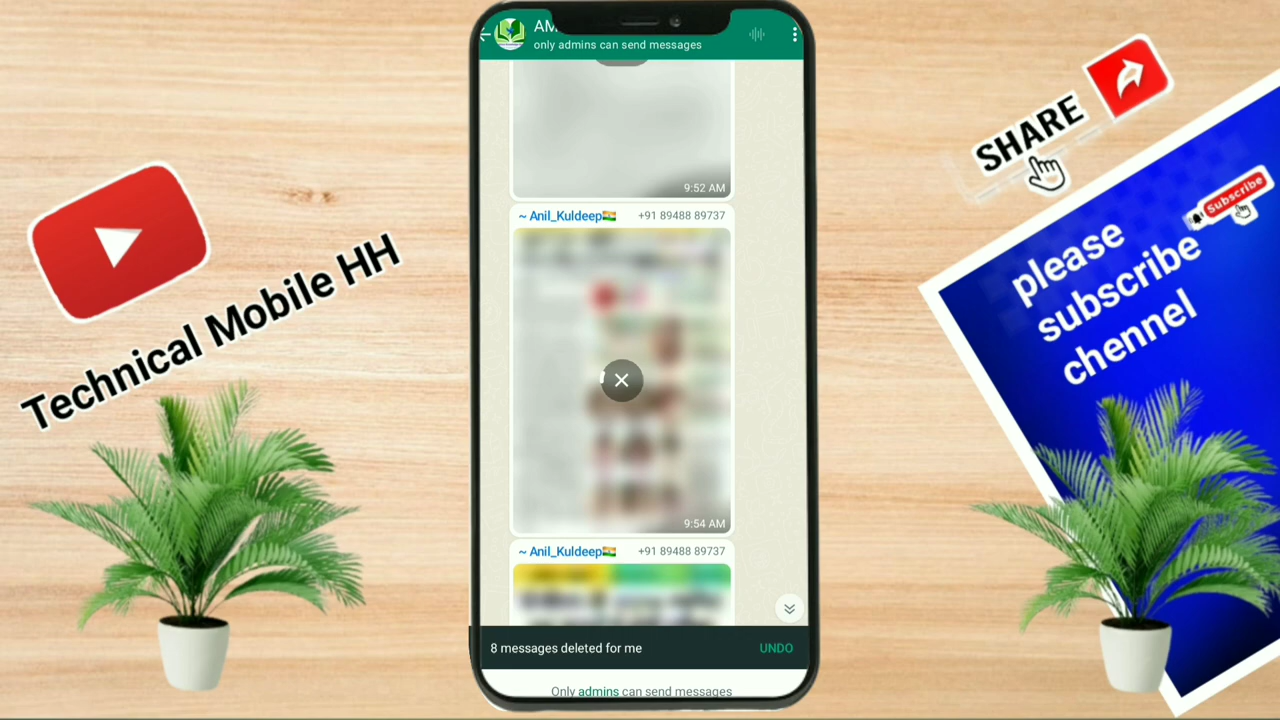 AM
only admins can send messages
9:52 AM
~ Anil_Kuldeep🇮🇳 +91 89488 89737
9:54 AM
~ Anil_Kuldeep🇮🇳 +91 89488 89737
8 messages deleted for me UNDO
Only admins can send messages
Technical Mobile HH
SHARE
Subscribe
please
subscribe
chennel